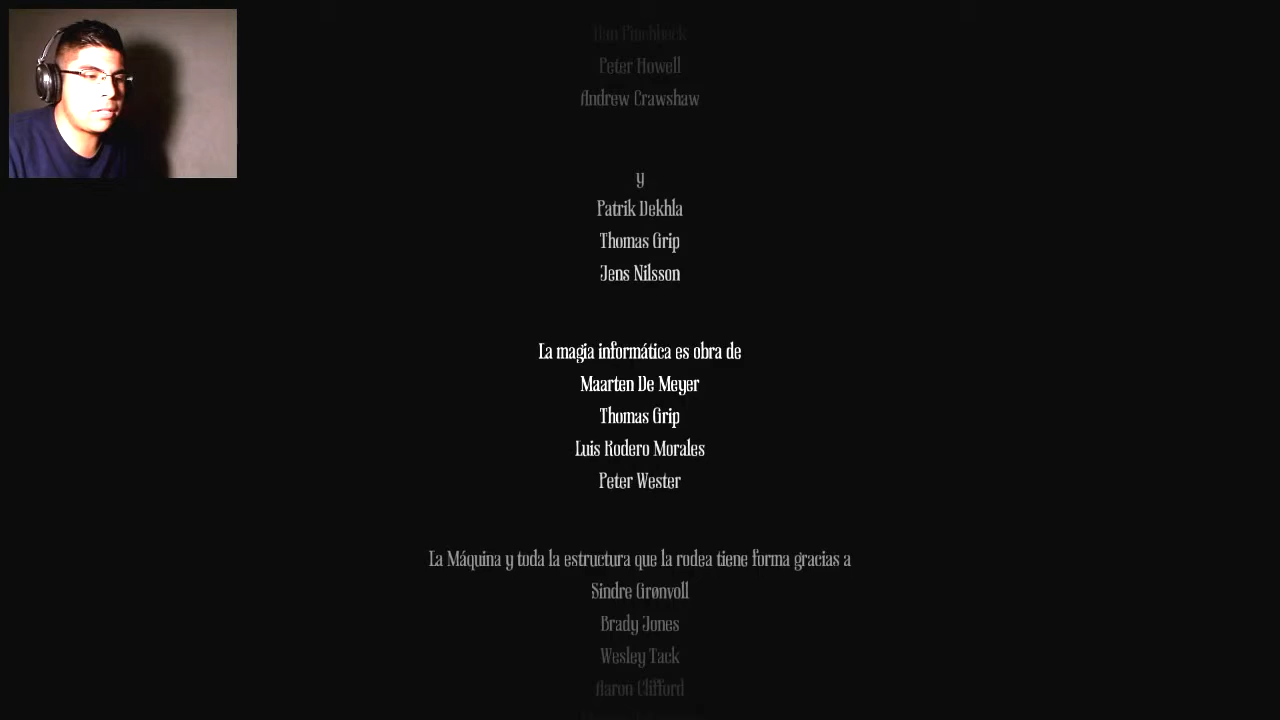 Dan Pinchbeck
Peter Howell
Andrew Crawshaw
y
Patrik Dekhla
Thomas Grip
Jens Nilsson
La magia informática es obra de
Maarten De Meyer
Thomas Grip
Luis Rodero Morales
Peter Wester
La Máquina y toda la estructura que la rodea tiene forma gracias a
Sindre Grønvoll
Brady Jones
Wesley Tack
Aaron Clifford